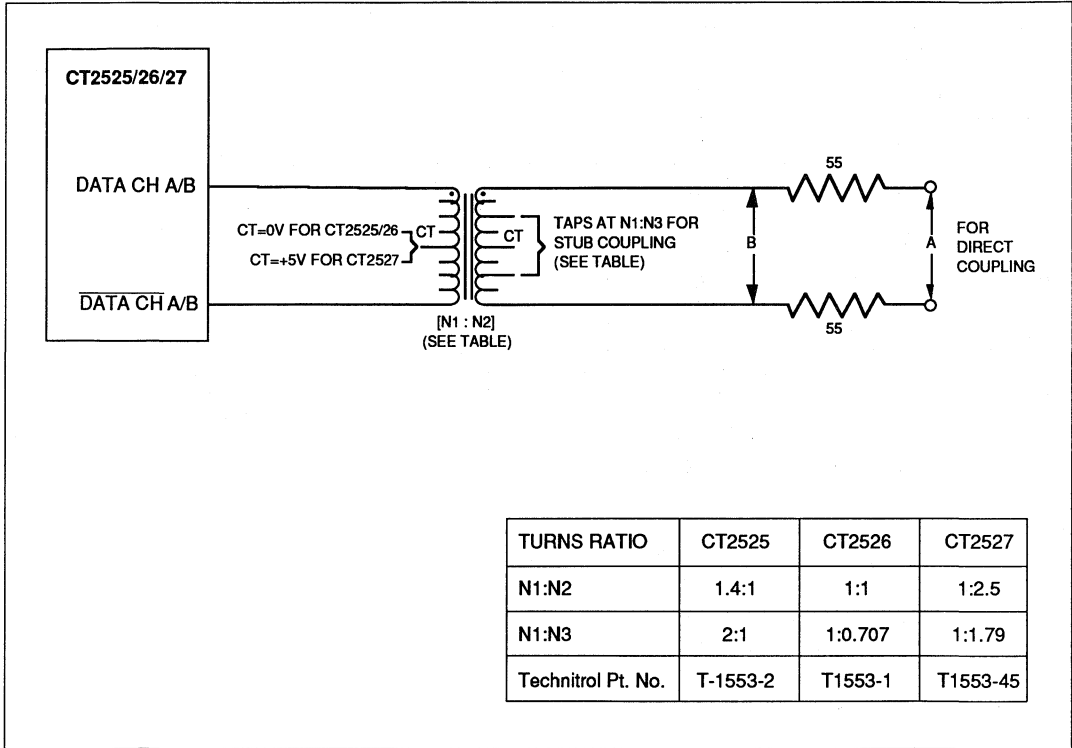 CT2525/26/27
DATA CH A/B
DATA CH A/B
CT=0V FOR CT2525/26
CT=+5V FOR CT2527
CT
CT
TAPS AT N1:N3 FOR
STUB COUPLING
(SEE TABLE)
[N1 : N2]
(SEE TABLE)
B
55
55
A
FOR
DIRECT
COUPLING
TURNS RATIO CT2525 CT2526 CT2527
N1:N2 1.4:1 1:1 1:2.5
N1:N3 2:1 1:0.707 1:1.79
Technitrol Pt. No. T-1553-2 T1553-1 T1553-45